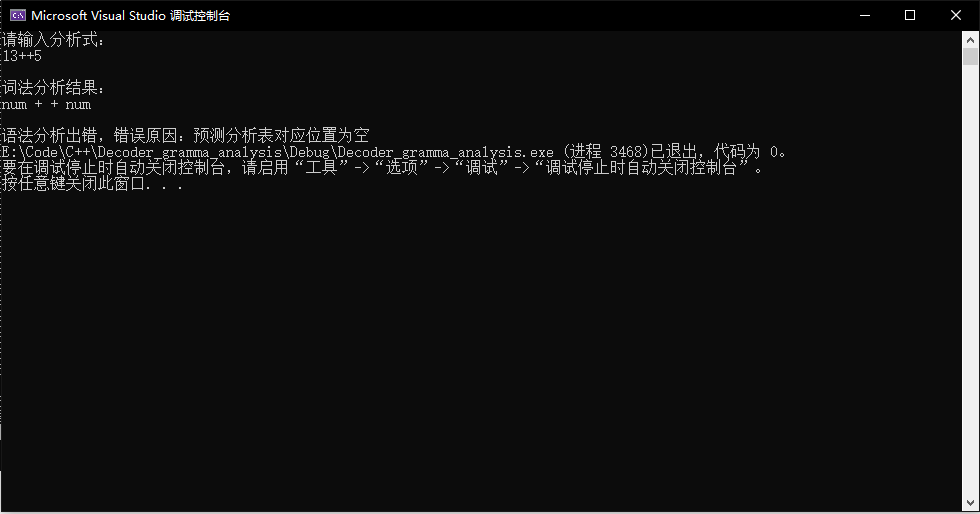 Microsoft Visual Studio 调试控制台
请输入分析式:
13++5
词法分析结果:
num + + num
语法分析出错，错误原因：预测分析表对应位置为空
E:\Code\C++\Decoder_gramma_analysis\Debug\Decoder_gramma_analysis.exe (进程 3468)已退出，代码为 0。
要在调试停止时自动关闭控制台，请启用“工具”->“选项”->“调试”->“调试停止时自动关闭控制台”。
按任意键关闭此窗口. . .